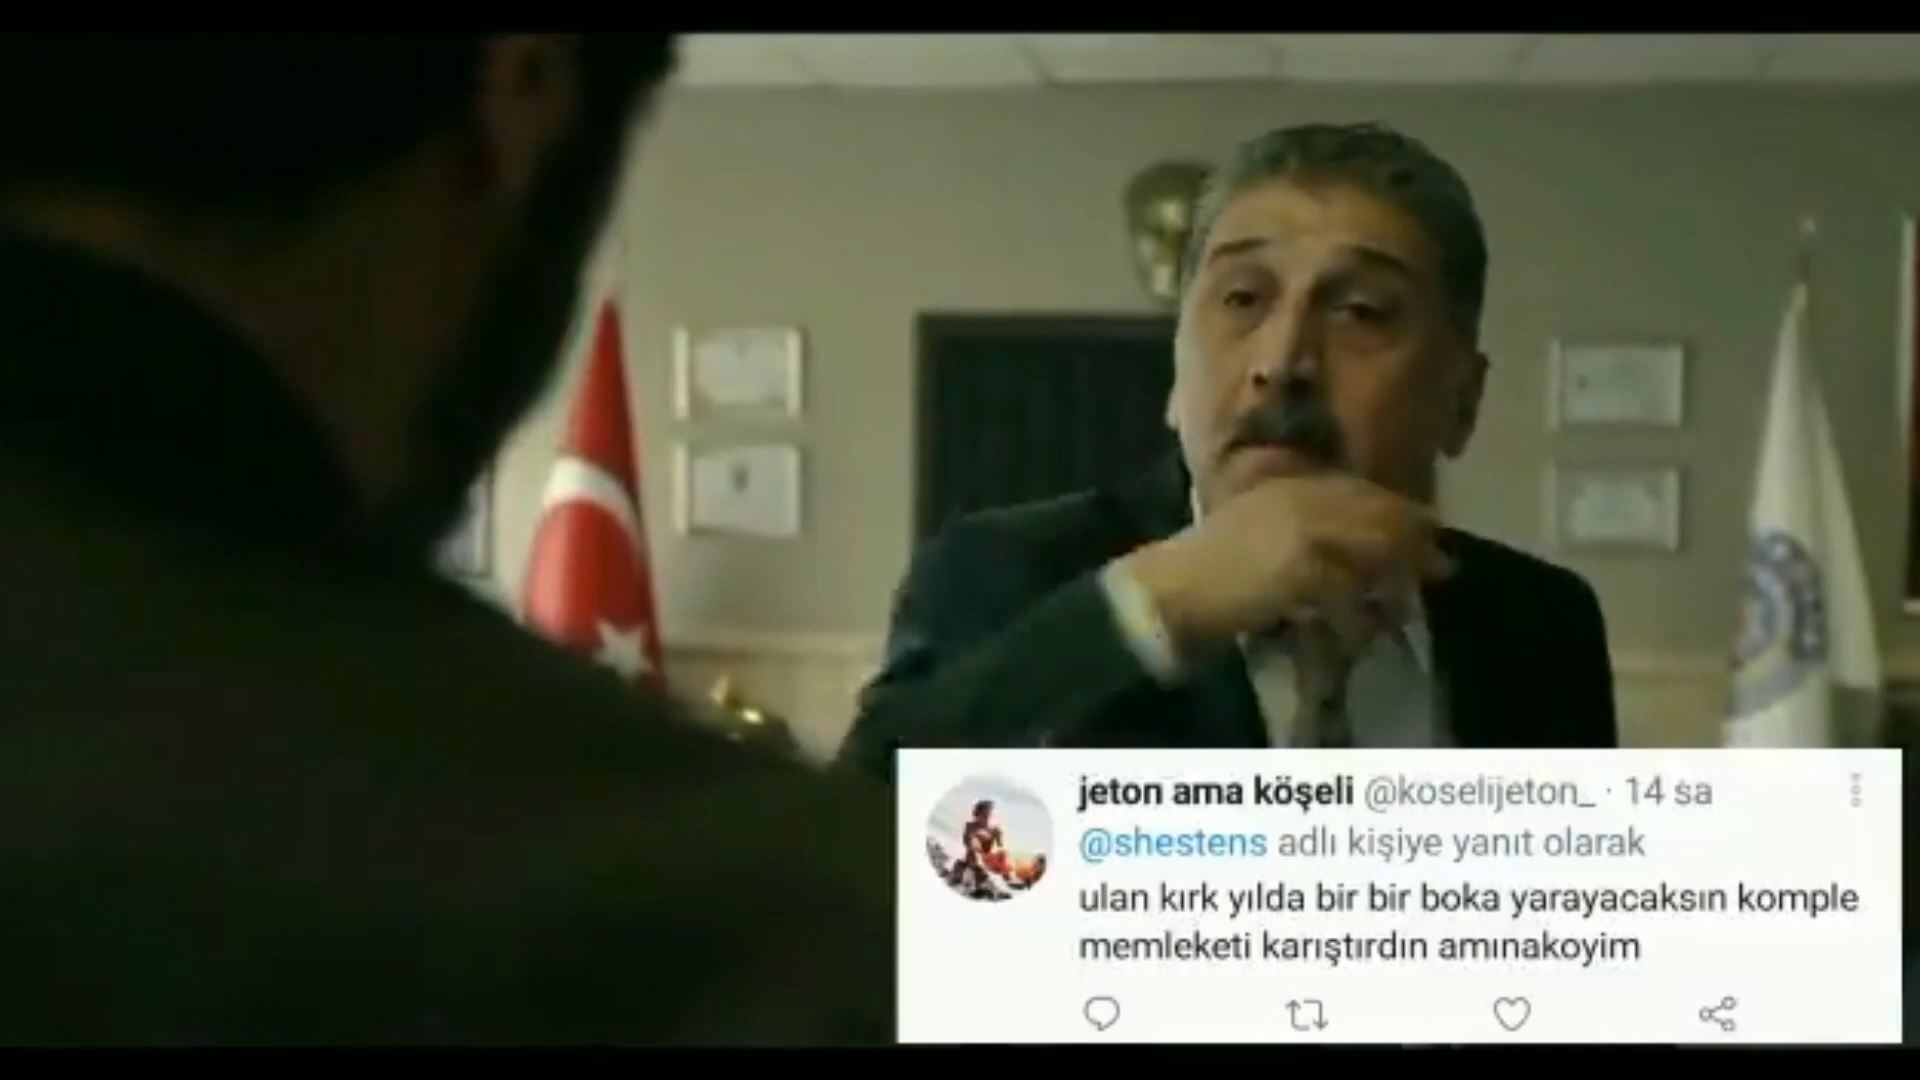 jeton ama köşeli @koselijeton_ · 14 sa
@shestens adlı kişiye yanıt olarak
ulan kırk yılda bir bir boka yarayacaksın komple
memleketi karıştırdın amınakoyim